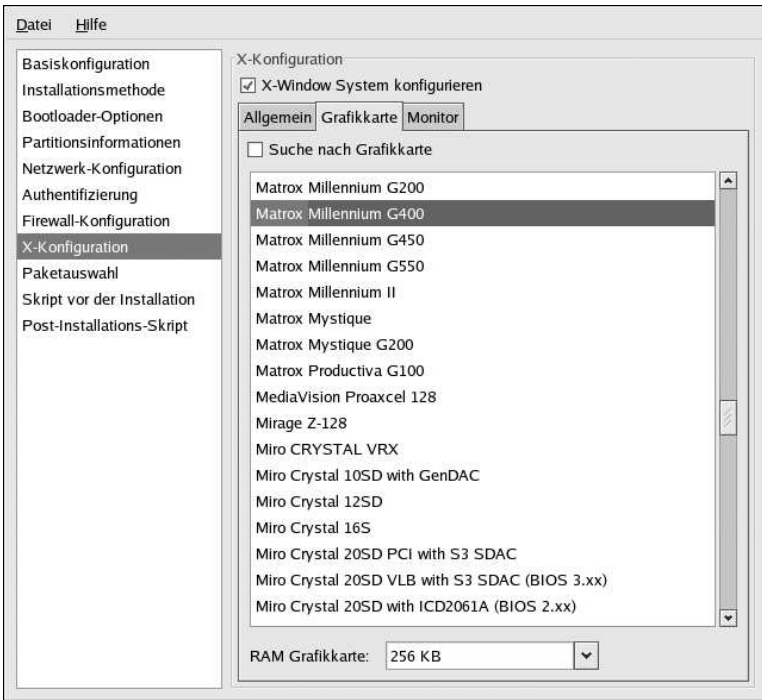 Datei Hilfe
Basiskonfiguration
Installationsmethode
Bootloader-Optionen
Partitionsinformationen
Netzwerk-Konfiguration
Authentifizierung
Firewall-Konfiguration
X-Konfiguration
Paketauswahl
Skript vor der Installation
Post-Installations-Skript
X-Konfiguration
X-Window System konfigurieren
Allgemein Grafikkarte Monitor
Suche nach Grafikkarte
Matrox Millennium G200
Matrox Millennium G400
Matrox Millennium G450
Matrox Millennium G550
Matrox Millennium II
Matrox Mystique
Matrox Mystique G200
Matrox Productiva G100
MediaVision Proaxcel 128
Mirage Z-128
Miro CRYSTAL VRX
Miro Crystal 10SD with GenDAC
Miro Crystal 12SD
Miro Crystal 16S
Miro Crystal 20SD PCI with S3 SDAC
Miro Crystal 20SD VLB with S3 SDAC (BIOS 3.xx)
Miro Crystal 20SD with ICD2061A (BIOS 2.xx)
RAM Grafikkarte: 256 KB